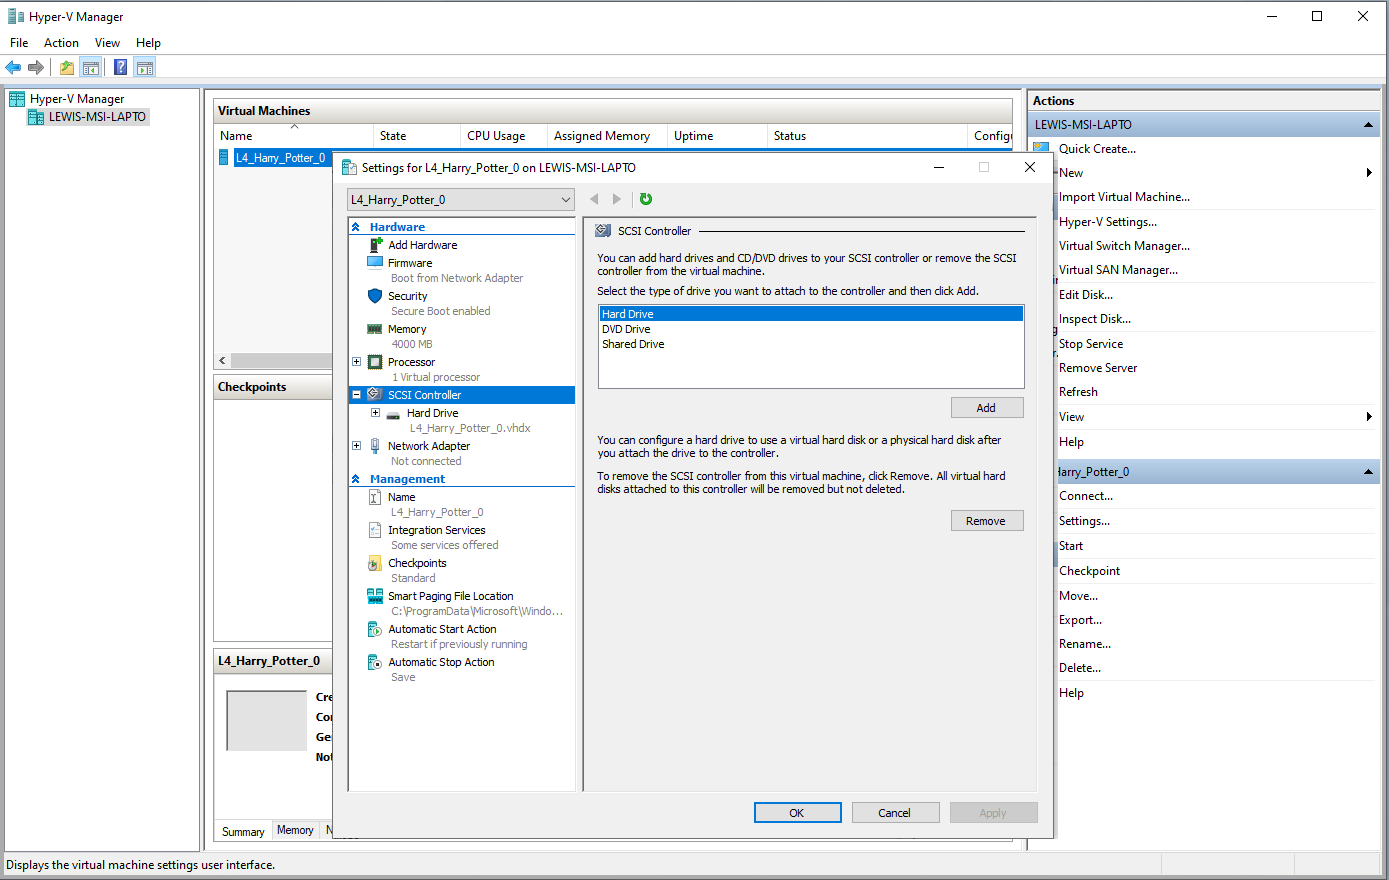 Hyper-V Manager
File Action View Help
Hyper-V Manager
LEWIS-MSI-LAPTO
Virtual Machines
Name State CPU Usage Assigned Memory Uptime Status Configu
L4_Harry_Potter_0
Checkpoints
L4_Harry_Potter_0
Cre
Co
Ge
Not
Summary Memory
Settings for L4_Harry_Potter_0 on LEWIS-MSI-LAPTO
L4_Harry_Potter_0
Hardware
Add Hardware
Firmware
Boot from Network Adapter
Security
Secure Boot enabled
Memory
4000 MB
Processor
1 Virtual processor
SCSI Controller
Hard Drive
L4_Harry_Potter_0.vhdx
Network Adapter
Not connected
Management
Name
L4_Harry_Potter_0
Integration Services
Some services offered
Checkpoints
Standard
Smart Paging File Location
C:\ProgramData\Microsoft\Windo...
Automatic Start Action
Restart if previously running
Automatic Stop Action
Save
SCSI Controller
You can add hard drives and CD/DVD drives to your SCSI controller or remove the SCSI
controller from the virtual machine.
Select the type of drive you want to attach to the controller and then click Add.
Hard Drive
DVD Drive
Shared Drive
Add
You can configure a hard drive to use a virtual hard disk or a physical hard disk after
you attach the drive to the controller.
To remove the SCSI controller from this virtual machine, click Remove. All virtual hard
disks attached to this controller will be removed but not deleted.
Remove
OK Cancel Apply
Actions
LEWIS-MSI-LAPTO
Quick Create...
New
Import Virtual Machine...
Hyper-V Settings...
Virtual Switch Manager...
Virtual SAN Manager...
Edit Disk...
Inspect Disk...
Stop Service
Remove Server
Refresh
View
Help
Harry_Potter_0
Connect...
Settings...
Start
Checkpoint
Move...
Export...
Rename...
Delete...
Help
Displays the virtual machine settings user interface.